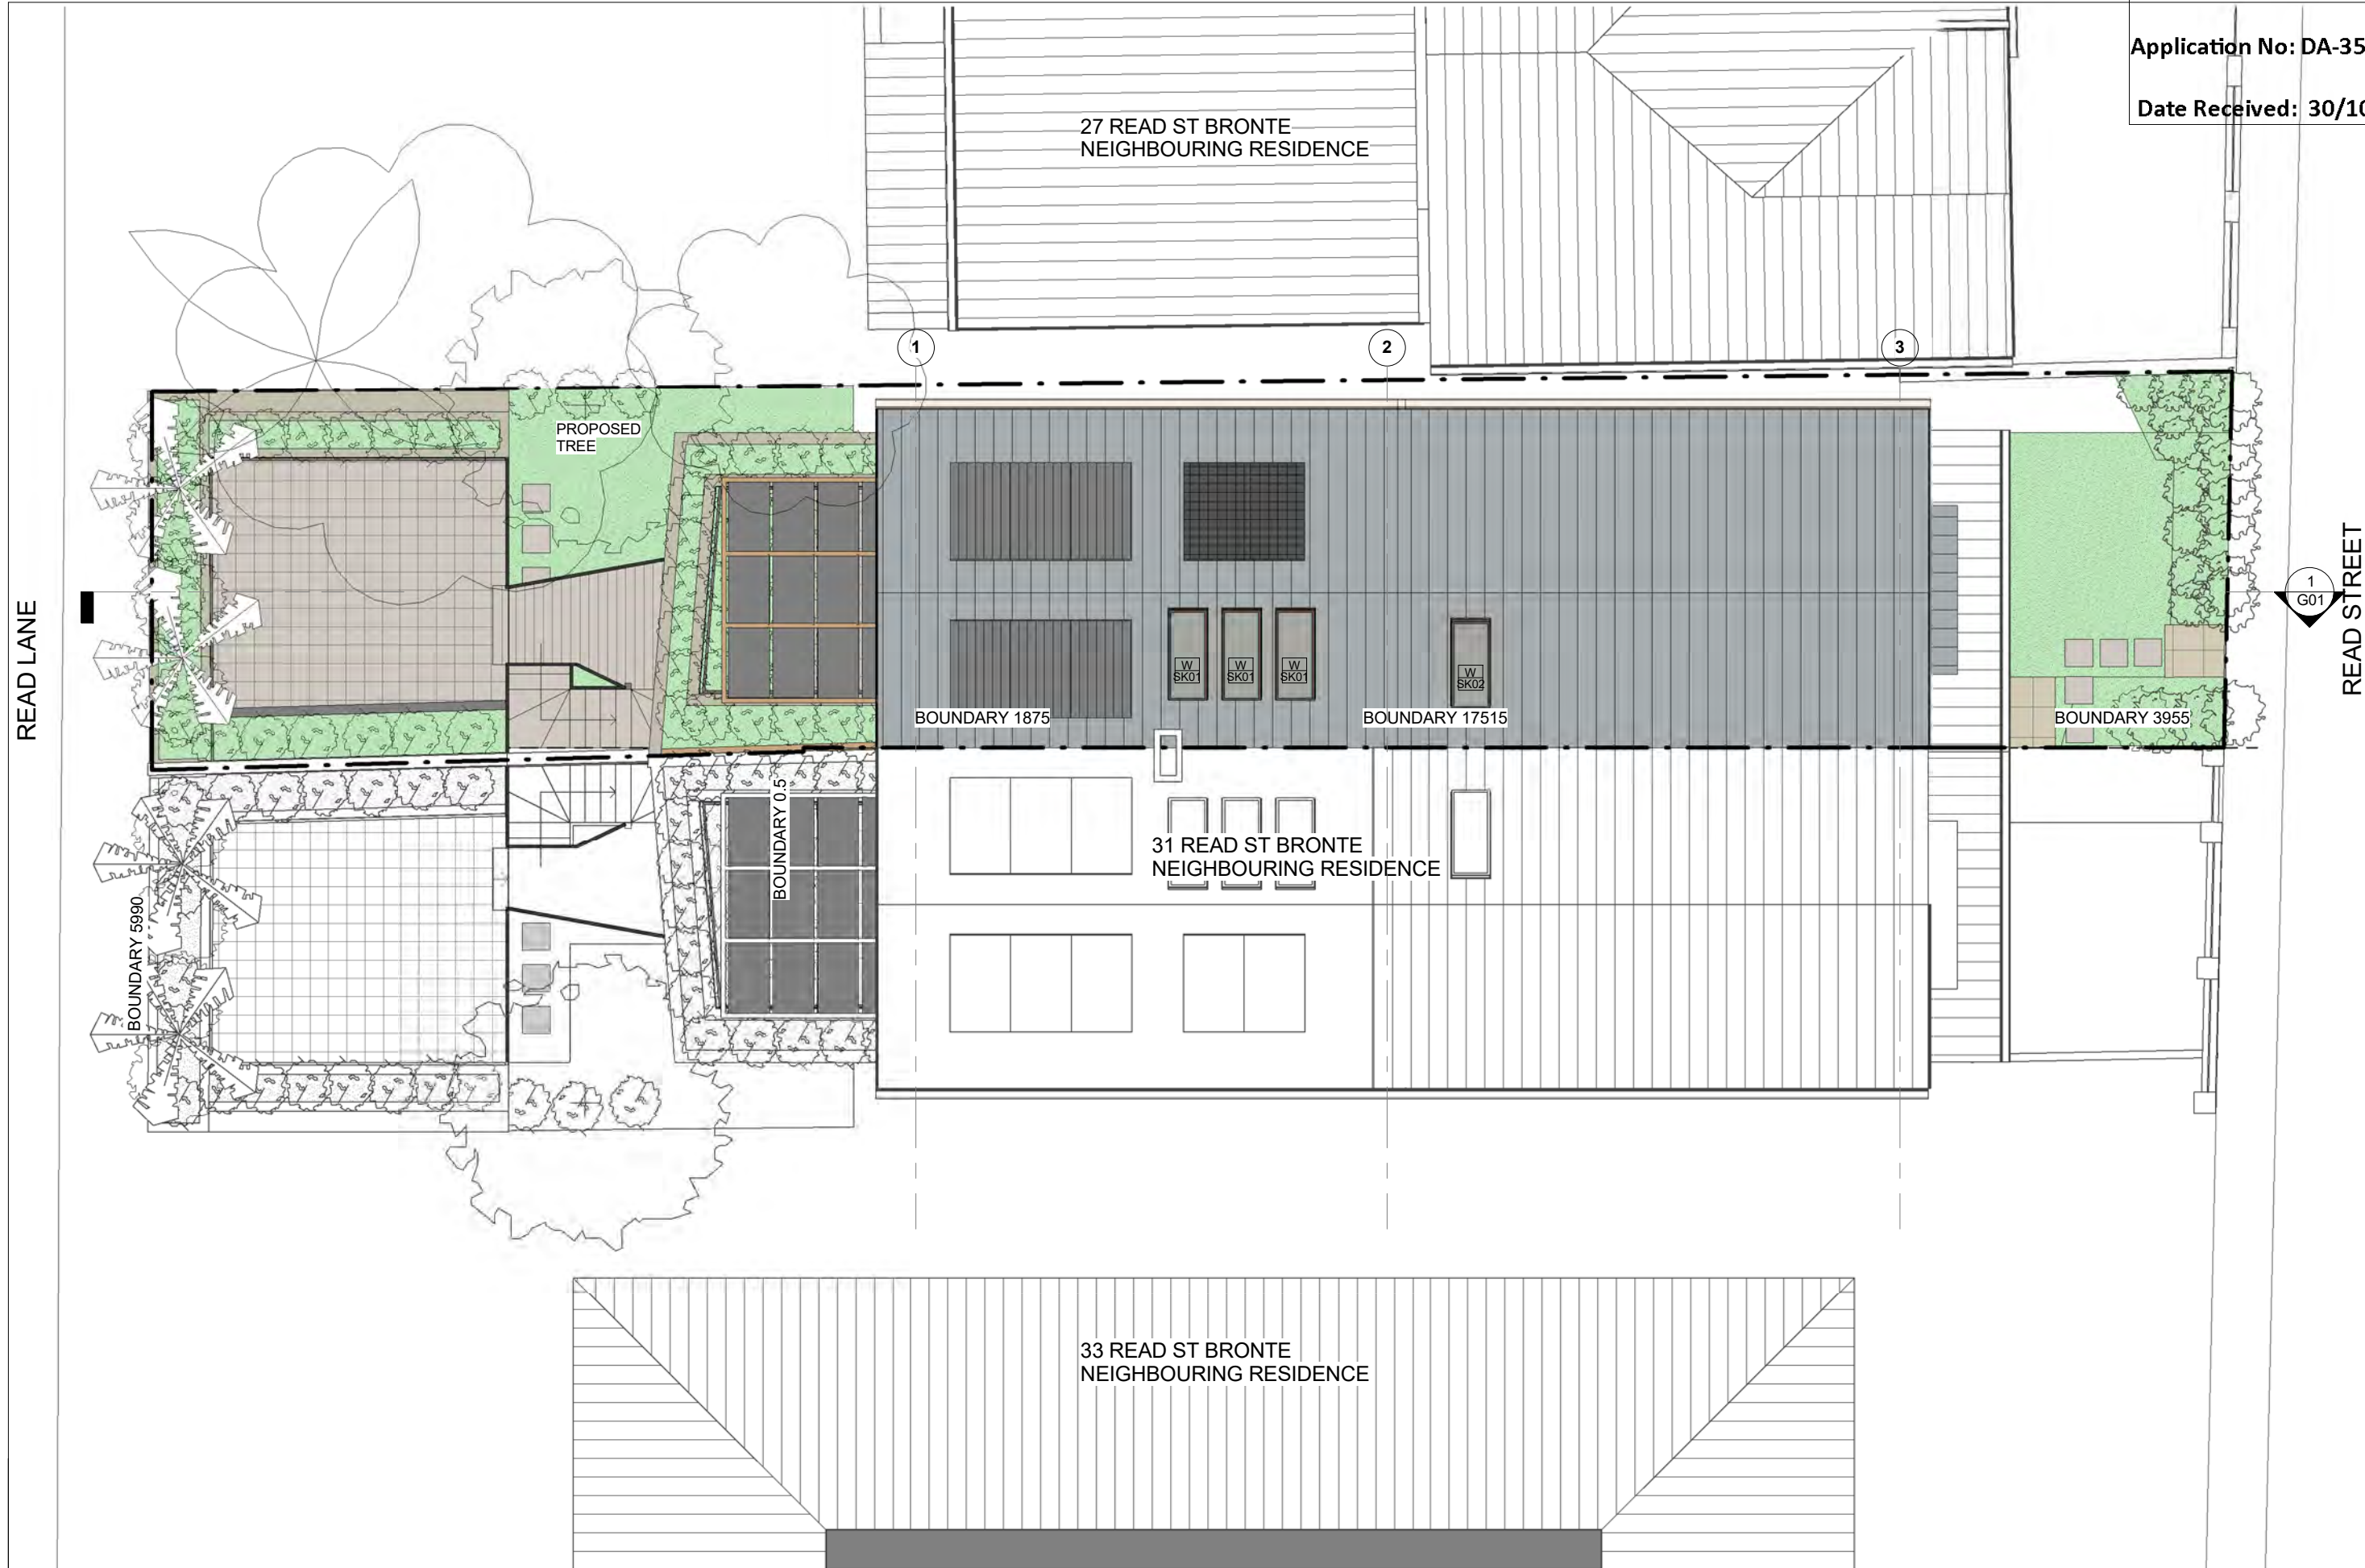 Application No: DA-35
Date Received: 30/10
27 READ ST BRONTE
NEIGHBOURING RESIDENCE
1
2
3
PROPOSED
TREE
READ LANE
READ STREET
1
G01
W
SK01
W
SK01
W
SK01
W
SK02
BOUNDARY 1875
BOUNDARY 17515
BOUNDARY 3955
BOUNDARY 0.5
31 READ ST BRONTE
NEIGHBOURING RESIDENCE
BOUNDARY 5990
33 READ ST BRONTE
NEIGHBOURING RESIDENCE